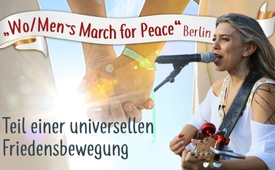 „Wo/Men‘s March for Peace“ Berlin
Teil einer universellen
Friedensbewegung